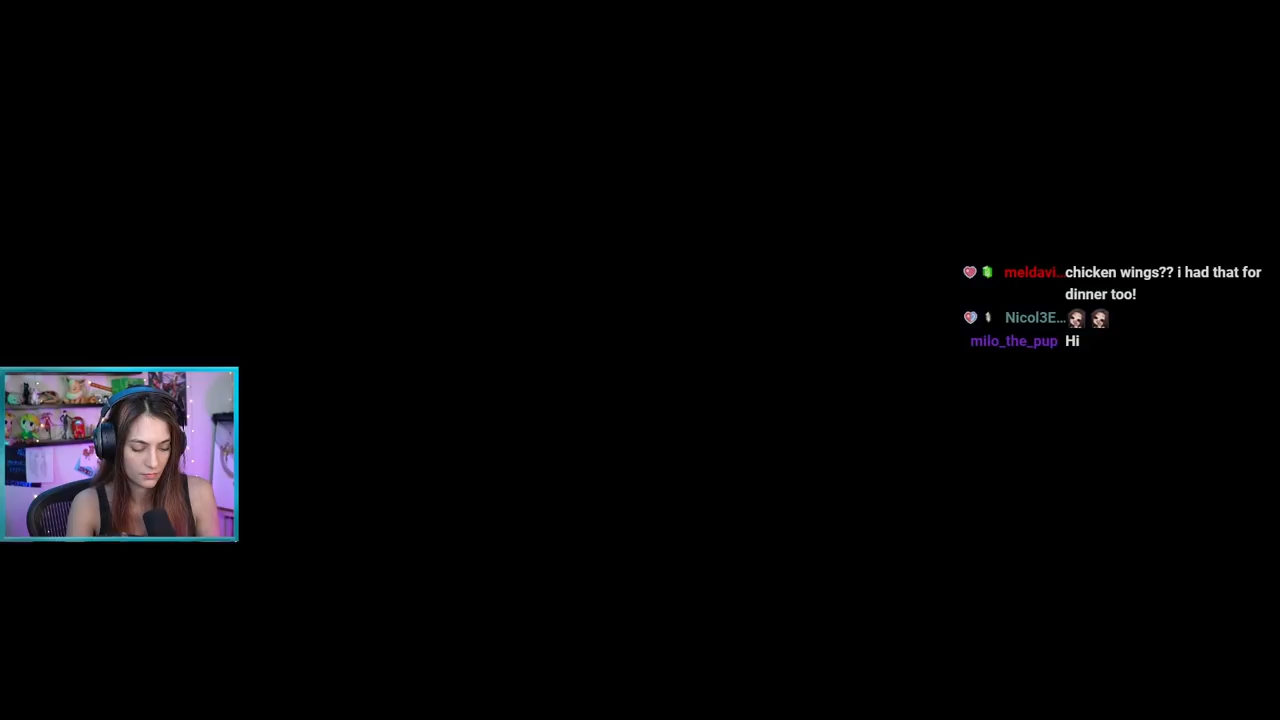 meldavi... chicken wings?? i had that for
dinner too!
Nicol3E...
milo_the_pup Hi